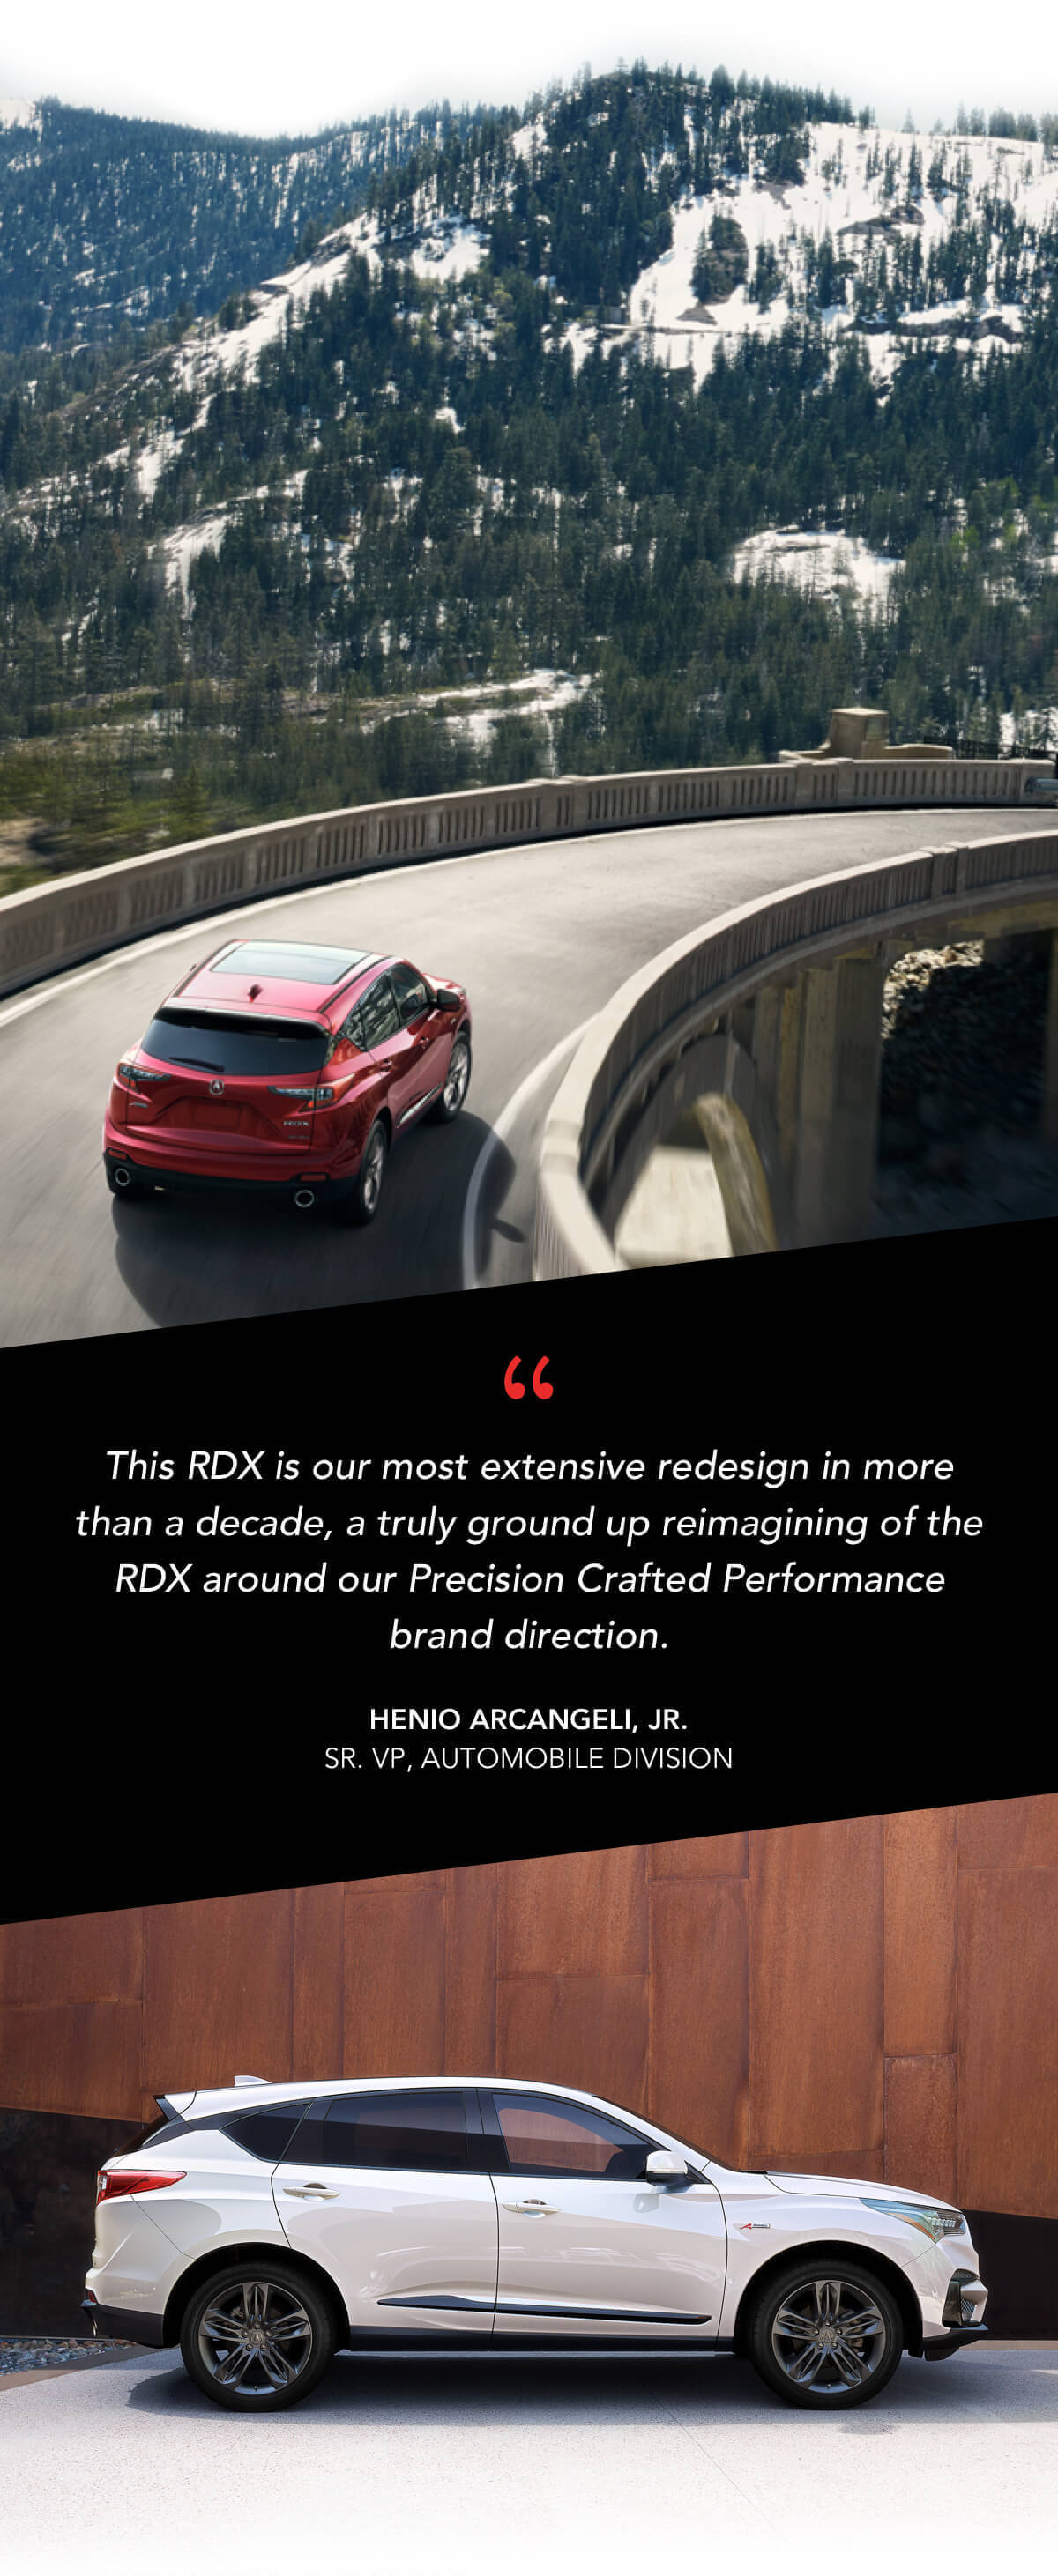 “
This RDX is our most extensive redesign in more
than a decade, a truly ground up reimagining of the
RDX around our Precision Crafted Performance
brand direction.
HENIO ARCANGELI, JR.
SR. VP, AUTOMOBILE DIVISION